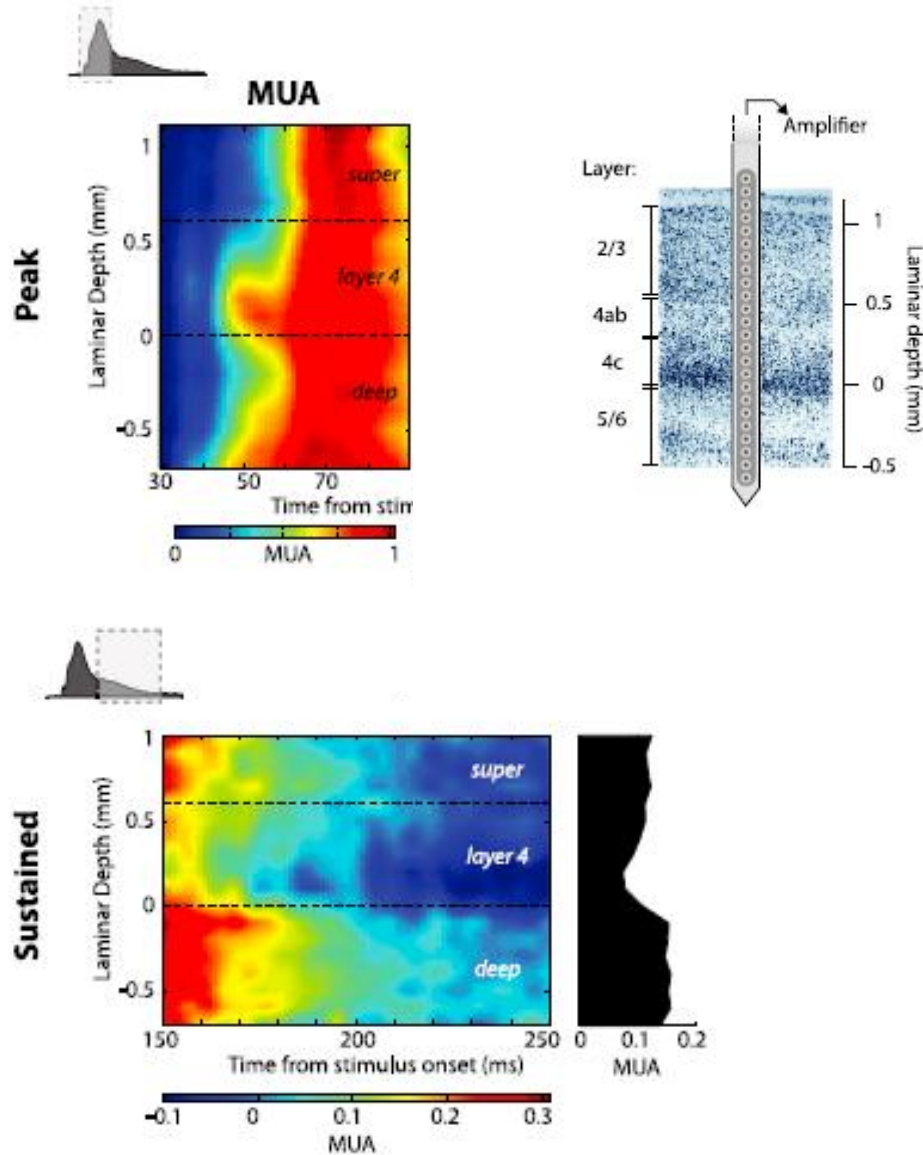 MUA
Peak
Laminar Depth (mm)
1
0.5
0
-0.5
super
layer 4
deep
30
50
70
Time from stim
0
1
MUA
Amplifier
Layer:
2/3
4ab
4c
5/6
1
0.5
0
-0.5
Laminar depth (mm)
Sustained
Laminar Depth (mm)
1
0.5
0
-0.5
super
layer 4
deep
150
200
250
Time from stimulus onset (ms)
-0.1
0
0.1
0.2
0.3
MUA
0
0.1
0.2
MUA